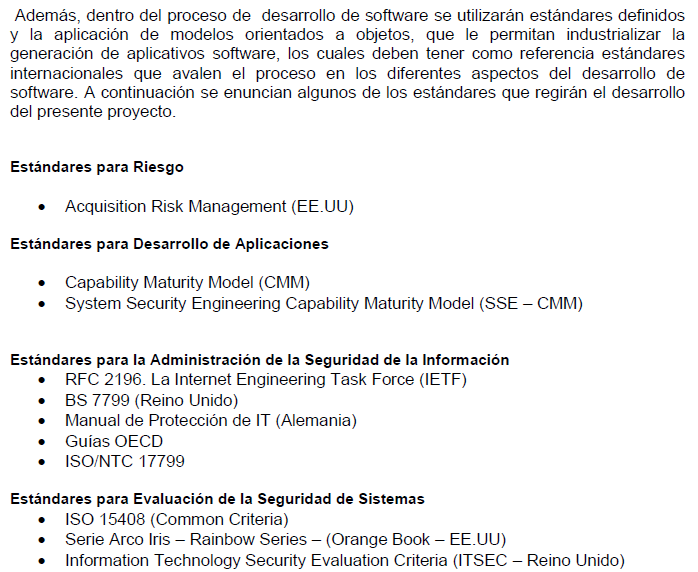 Además, dentro del proceso de desarrollo de software se utilizarán estándares definidos
y la aplicación de modelos orientados a objetos, que le permitan industrializar la
generación de aplicativos software, los cuales deben tener como referencia estándares
internacionales que avalen el proceso en los diferentes aspectos del desarrollo de
software. A continuación se enuncian algunos de los estándares que regirán el desarrollo
del presente proyecto.
Estándares para Riesgo
• Acquisition Risk Management (EE.UU)
Estándares para Desarrollo de Aplicaciones
• Capability Maturity Model (CMM)
• System Security Engineering Capability Maturity Model (SSE – CMM)
Estándares para la Administración de la Seguridad de la Información
• RFC 2196. La Internet Engineering Task Force (IETF)
• BS 7799 (Reino Unido)
• Manual de Protección de IT (Alemania)
• Guías OECD
• ISO/NTC 17799
Estándares para Evaluación de la Seguridad de Sistemas
• ISO 15408 (Common Criteria)
• Serie Arco Iris – Rainbow Series – (Orange Book – EE.UU)
• Information Technology Security Evaluation Criteria (ITSEC – Reino Unido)